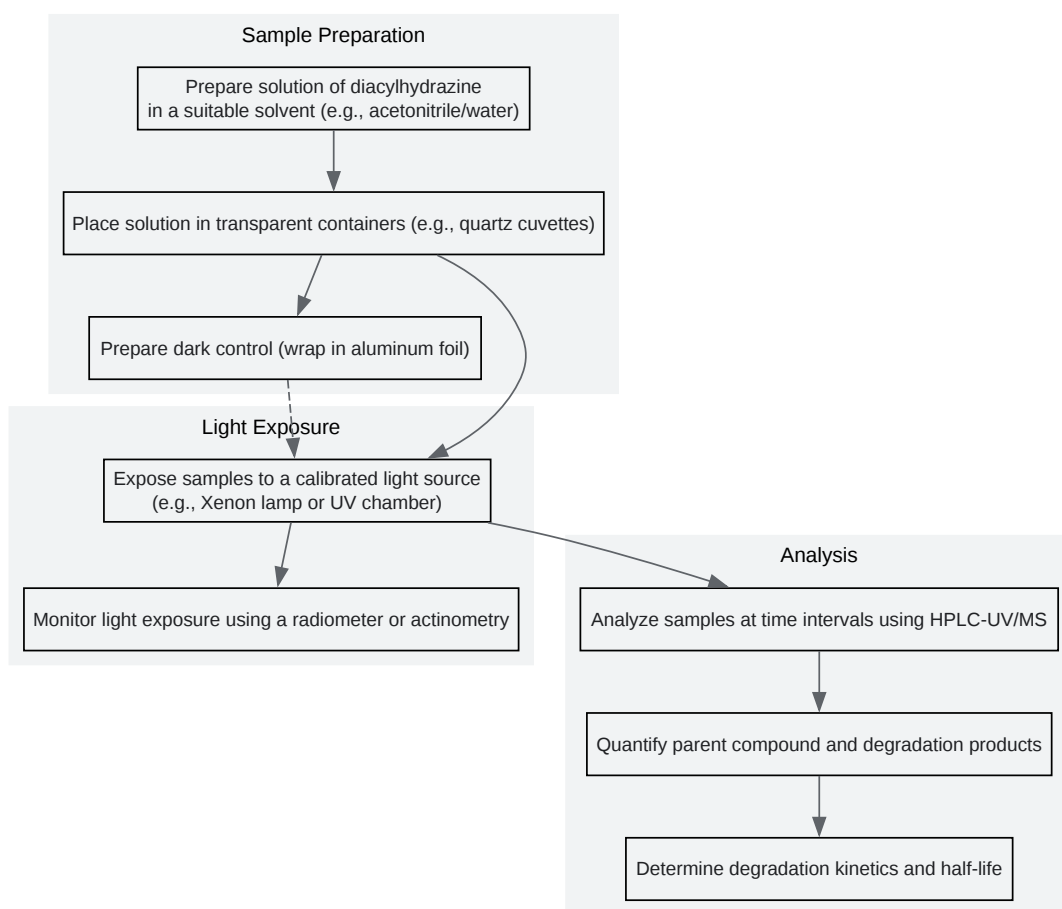 Sample Preparation
Prepare solution of diacylhydrazine
in a suitable solvent (e.g., acetonitrile/water)
Place solution in transparent containers (e.g., quartz cuvettes)
Prepare dark control (wrap in aluminum foil)
Light Exposure
Expose samples to a calibrated light source
(e.g., Xenon lamp or UV chamber)
Monitor light exposure using a radiometer or actinometry
Analysis
Analyze samples at time intervals using HPLC-UV/MS
Quantify parent compound and degradation products
Determine degradation kinetics and half-life